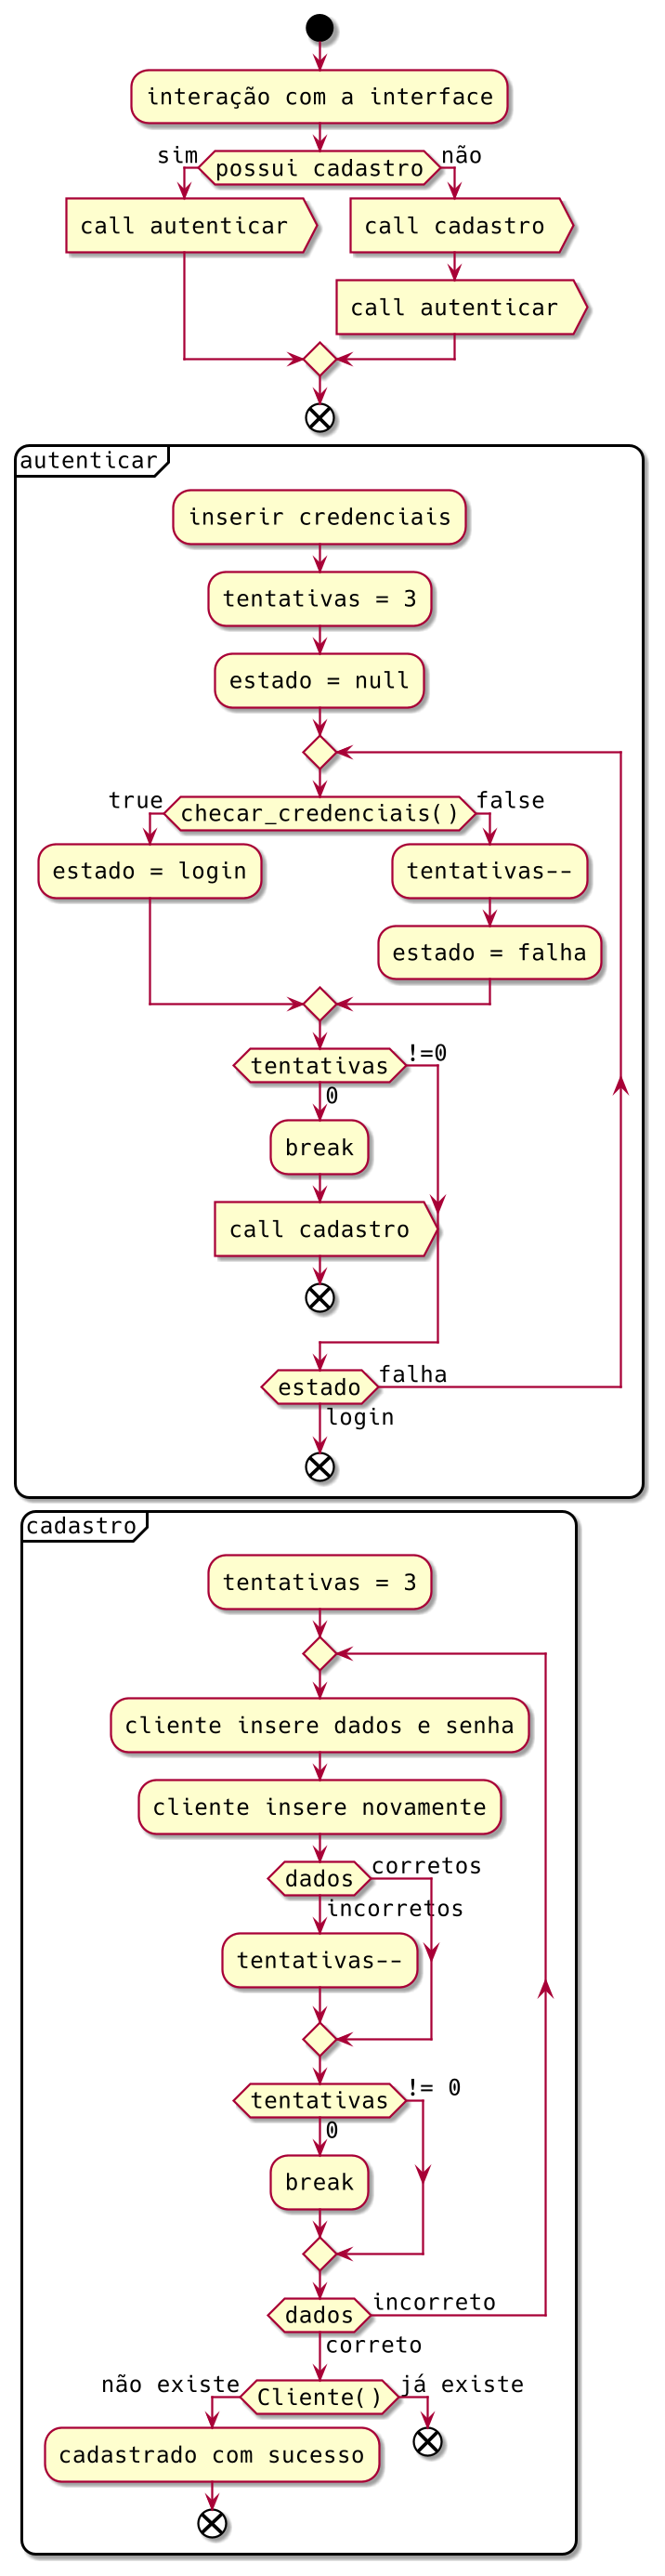 interação com a interface
sim
possui cadastro
não
call autenticar
call cadastro
call autenticar
autenticar
inserir credenciais
tentativas = 3
estado = null
true
checar_credenciais()
false
estado = login
tentativas--
estado = falha
tentativas
!=0
0
break
call cadastro
estado
falha
login
cadastro
tentativas = 3
cliente insere dados e senha
cliente insere novamente
dados
corretos
incorretos
tentativas--
tentativas
!= 0
0
break
dados
incorreto
correto
não existe
Cliente()
já existe
cadastrado com sucesso